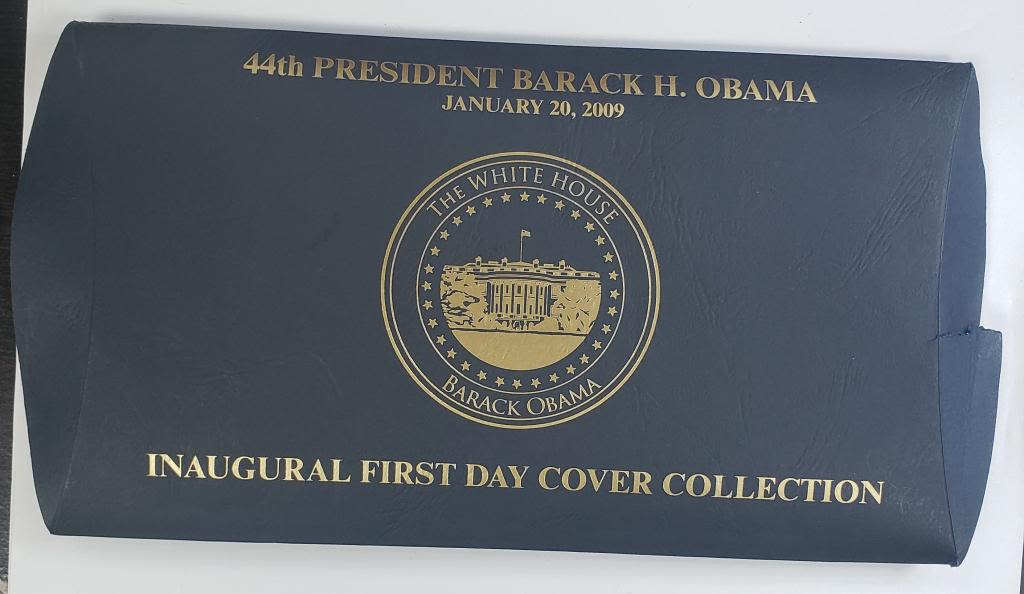 44th PRESIDENT BARACK H. OBAMA
JANUARY 20, 2009
THE WHITE HOUSE
BARACK OBAMA
INAUGURAL FIRST DAY COVER COLLECTION